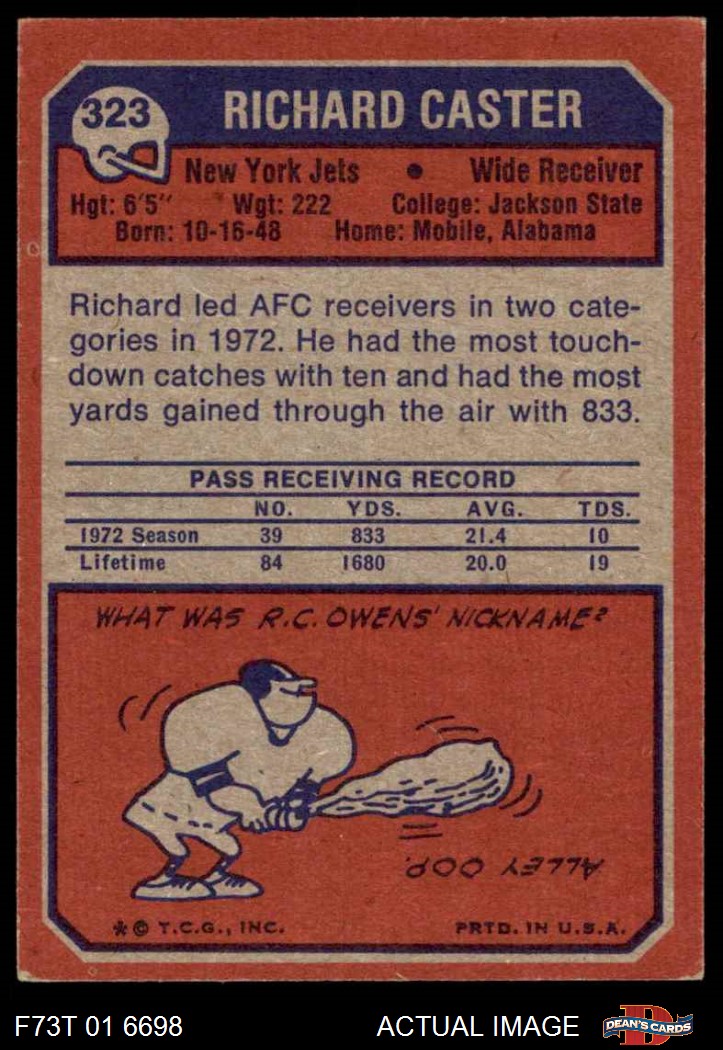 323
RICHARD CASTER
New York Jets • Wide Receiver
Hgt: 6'5" Wgt: 222 College: Jackson State
Born: 10-16-48 Home: Mobile, Alabama
Richard led AFC receivers in two cate-
gories in 1972. He had the most touch-
down catches with ten and had the most
yards gained through the air with 833.
PASS RECEIVING RECORD
NO. YDS. AVG. TDS.
1972 Season 39 833 21.4 10
Lifetime 84 1680 20.0 19
WHAT WAS R.C. OWENS' NICKNAME?
ALLEY OOP.
* © T.C.G., INC. PRTD. IN U.S.A.
F73T 01 6698 ACTUAL IMAGE
D
DEAN'S CARDS